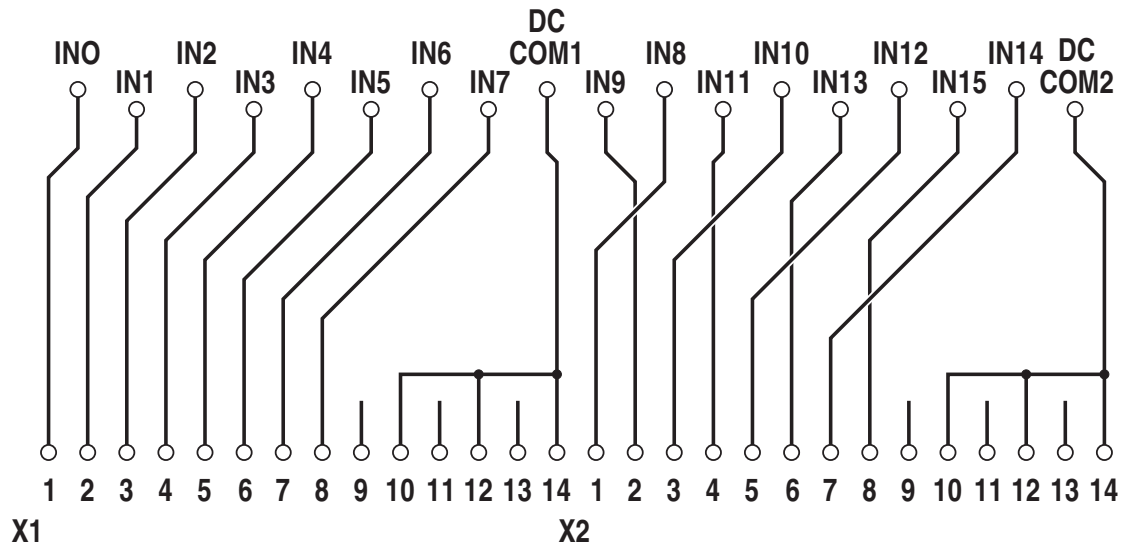 DC
INO IN2 IN4 IN6 COM1 IN8 IN10 IN12 IN14 DC
IN1 IN3 IN5 IN7 IN9 IN11 IN13 IN15 COM2
1 2 3 4 5 6 7 8 9 10 11 12 13 14 1 2 3 4 5 6 7 8 9 10 11 12 13 14
X1 X2